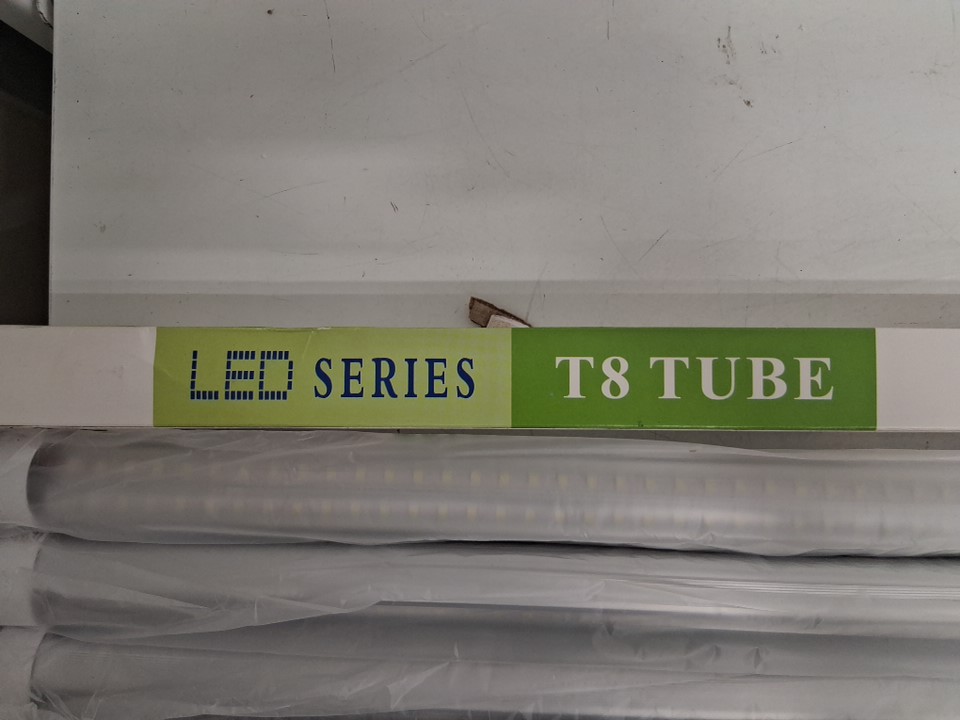 LED SERIES T8 TUBE